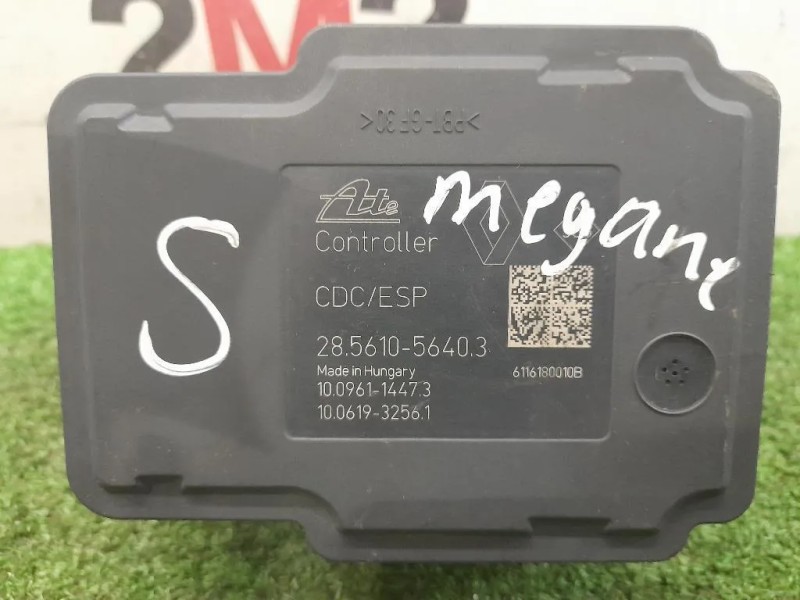 2M2
>PBT-GF30<
Ate
megane
Controller
S
CDC/ESP
28.5610-5640.3
Made in Hungary
6116180010B
10.0961-1447.3
10.0619-3256.1